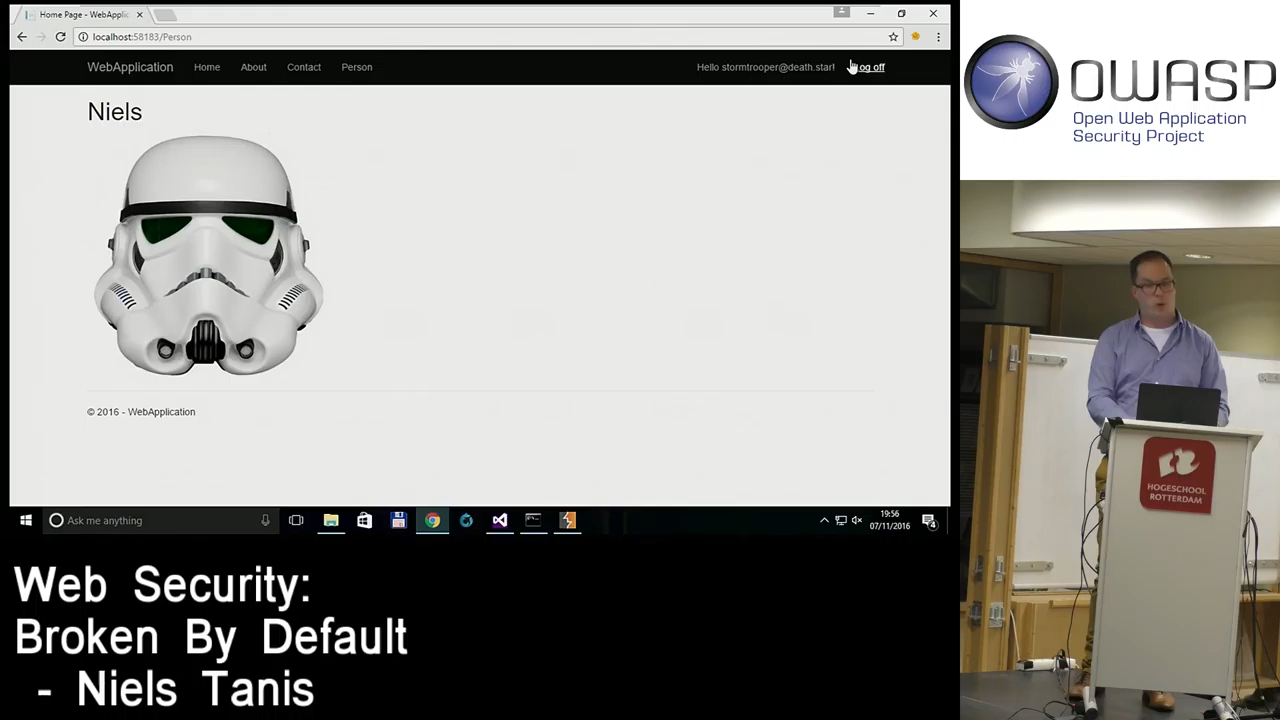 Home Page - WebApplic
localhost:58183/Person
WebApplication Home About Contact Person Hello stormtrooper@death.star! Log off
Niels
© 2016 - WebApplication
Ask me anything
19:56
07/11/2016
4
OWASP
Open Web Application
Security Project
HOGESCHOOL
ROTTERDAM
Web Security:
Broken By Default
- Niels Tanis